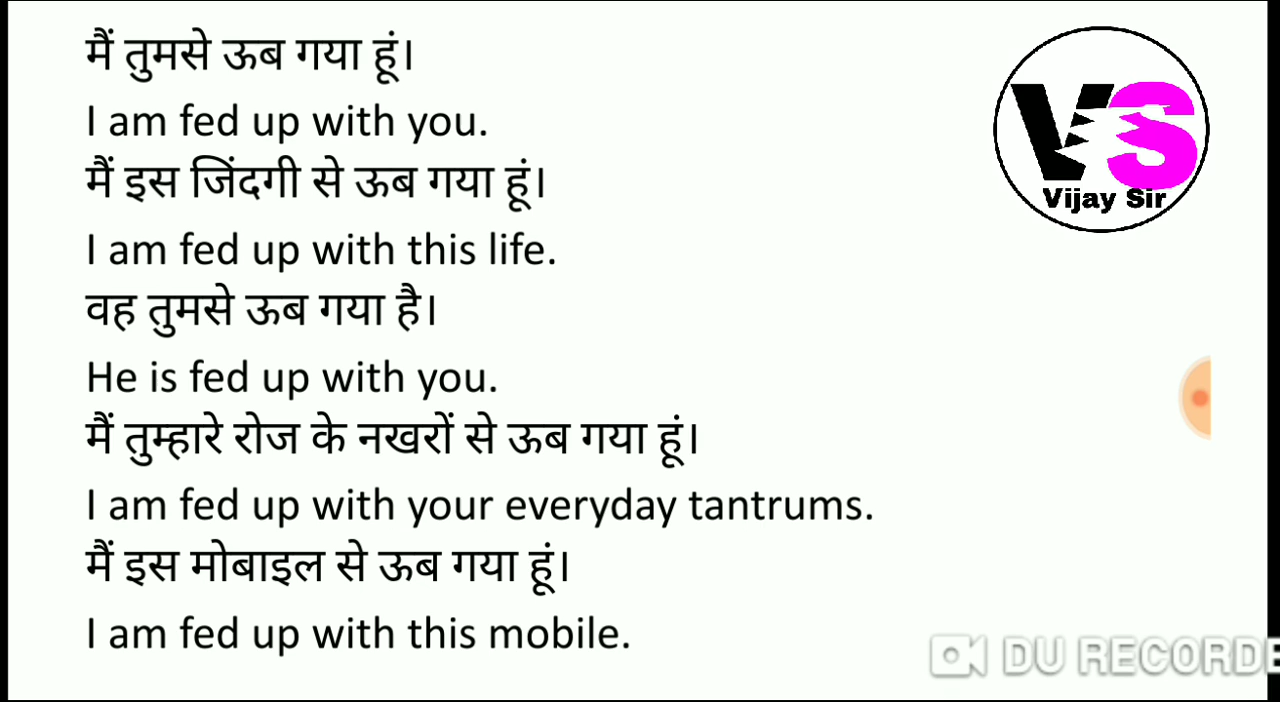 मैं तुमसे ऊब गया हूं।
I am fed up with you.
मैं इस जिंदगी से ऊब गया हूं।
I am fed up with this life.
वह तुमसे ऊब गया है।
He is fed up with you.
मैं तुम्हारे रोज के नखरों से ऊब गया हूं।
I am fed up with your everyday tantrums.
मैं इस मोबाइल से ऊब गया हूं।
I am fed up with this mobile.
VS
Vijay Sir
DU RECORDE